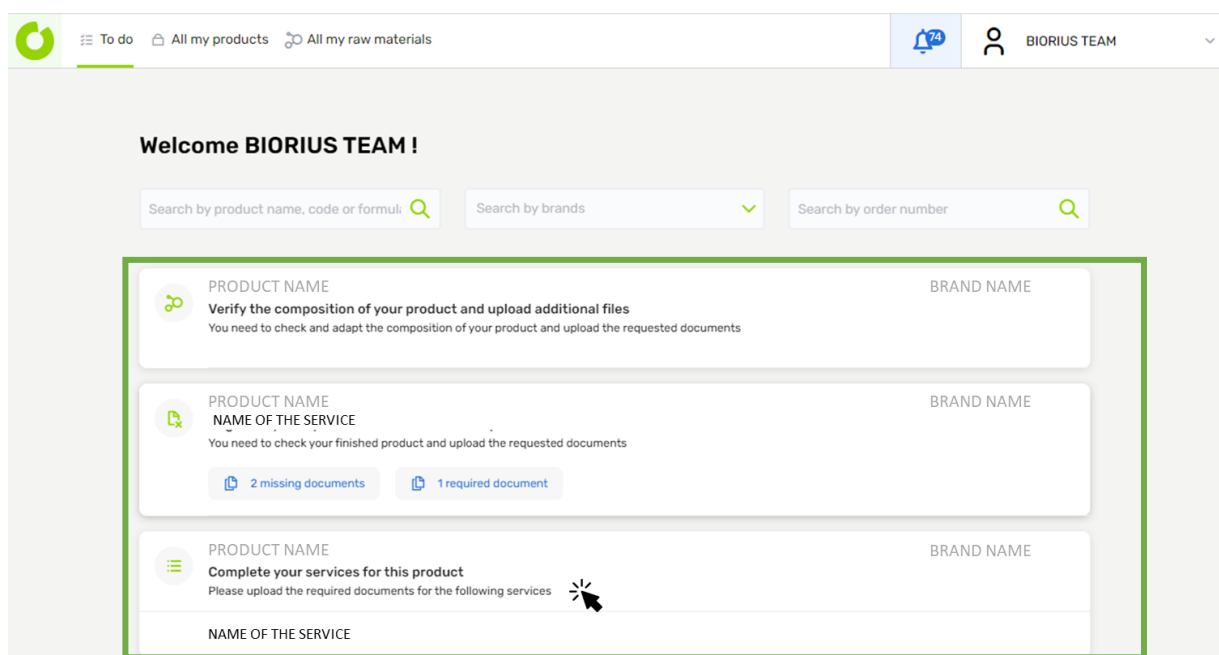 To do All my products All my raw materials 74 BIORIUS TEAM
Welcome BIORIUS TEAM !
Search by product name, code or formul Search by brands Search by order number
PRODUCT NAME BRAND NAME
Verify the composition of your product and upload additional files
You need to check and adapt the composition of your product and upload the requested documents
PRODUCT NAME BRAND NAME
NAME OF THE SERVICE
You need to check your finished product and upload the requested documents
2 missing documents 1 required document
PRODUCT NAME BRAND NAME
Complete your services for this product
Please upload the required documents for the following services
NAME OF THE SERVICE